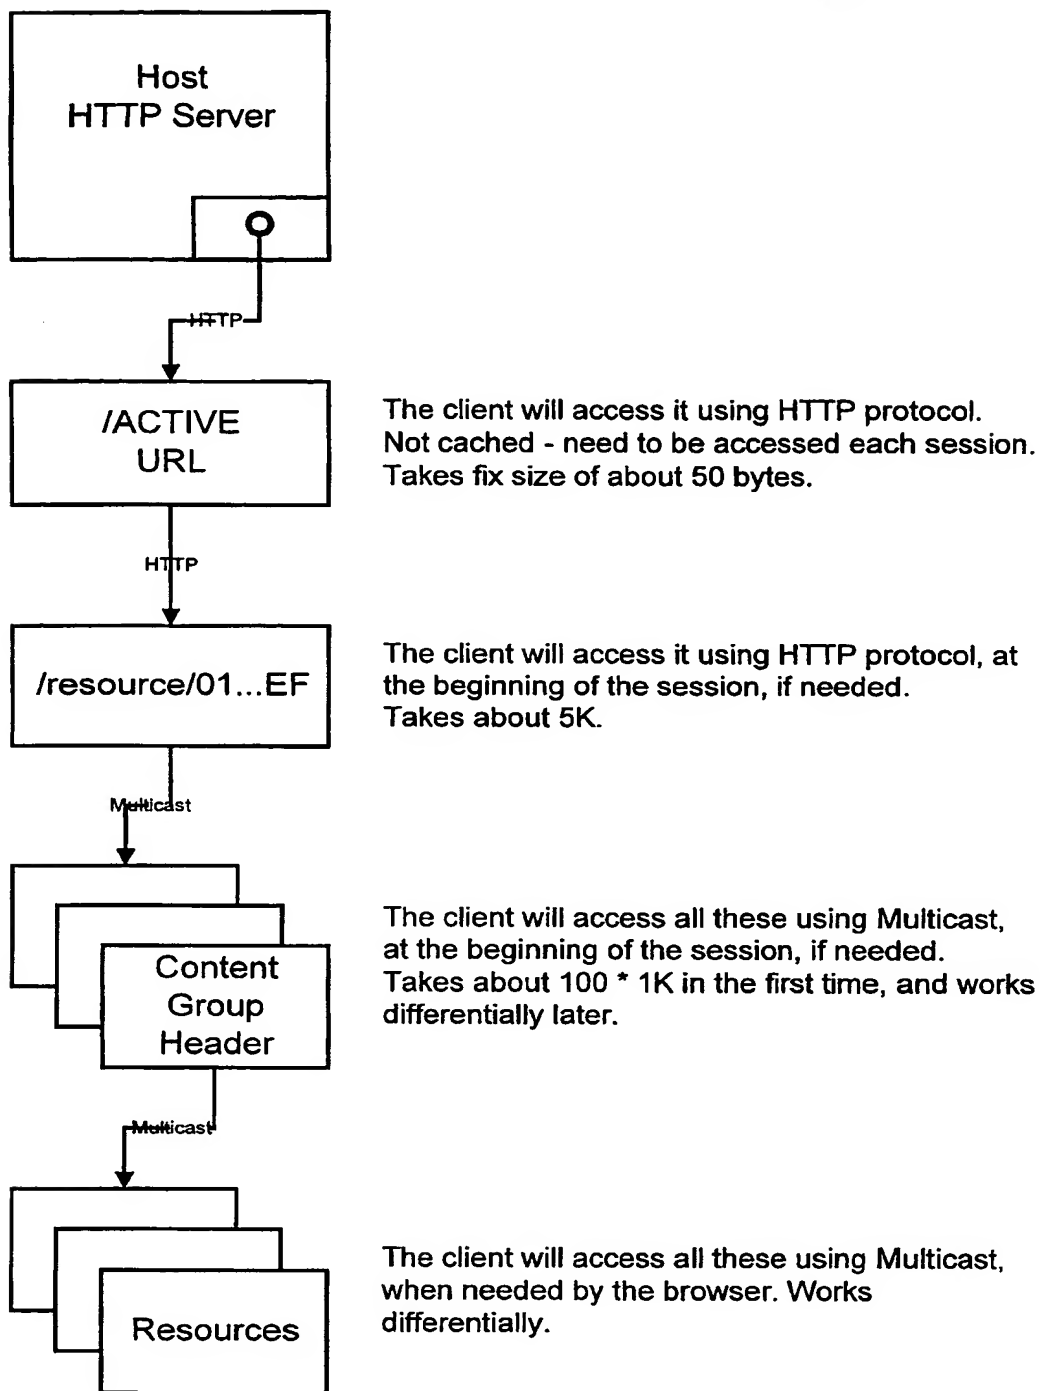 Host
HTTP Server
HTTP
/ACTIVE
URL
The client will access it using HTTP protocol.
Not cached - need to be accessed each session.
Takes fix size of about 50 bytes.
HTTP
/resource/01...EF
The client will access it using HTTP protocol, at
the beginning of the session, if needed.
Takes about 5K.
Multicast
Content
Group
Header
The client will access all these using Multicast,
at the beginning of the session, if needed.
Takes about 100 * 1K in the first time, and works
differentially later.
Multicast
Resources
The client will access all these using Multicast,
when needed by the browser. Works
differentially.